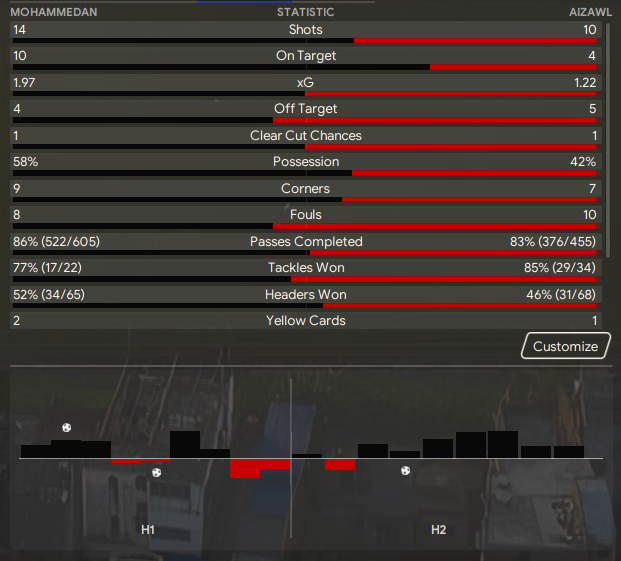 MOHAMMEDAN STATISTIC AIZAWL
14 Shots 10
10 On Target 4
1.97 xG 1.22
4 Off Target 5
1 Clear Cut Chances 1
58% Possession 42%
9 Corners 7
8 Fouls 10
86% (522/605) Passes Completed 83% (376/455)
77% (17/22) Tackles Won 85% (29/34)
52% (34/65) Headers Won 46% (31/68)
2 Yellow Cards 1
Customize
H1 H2